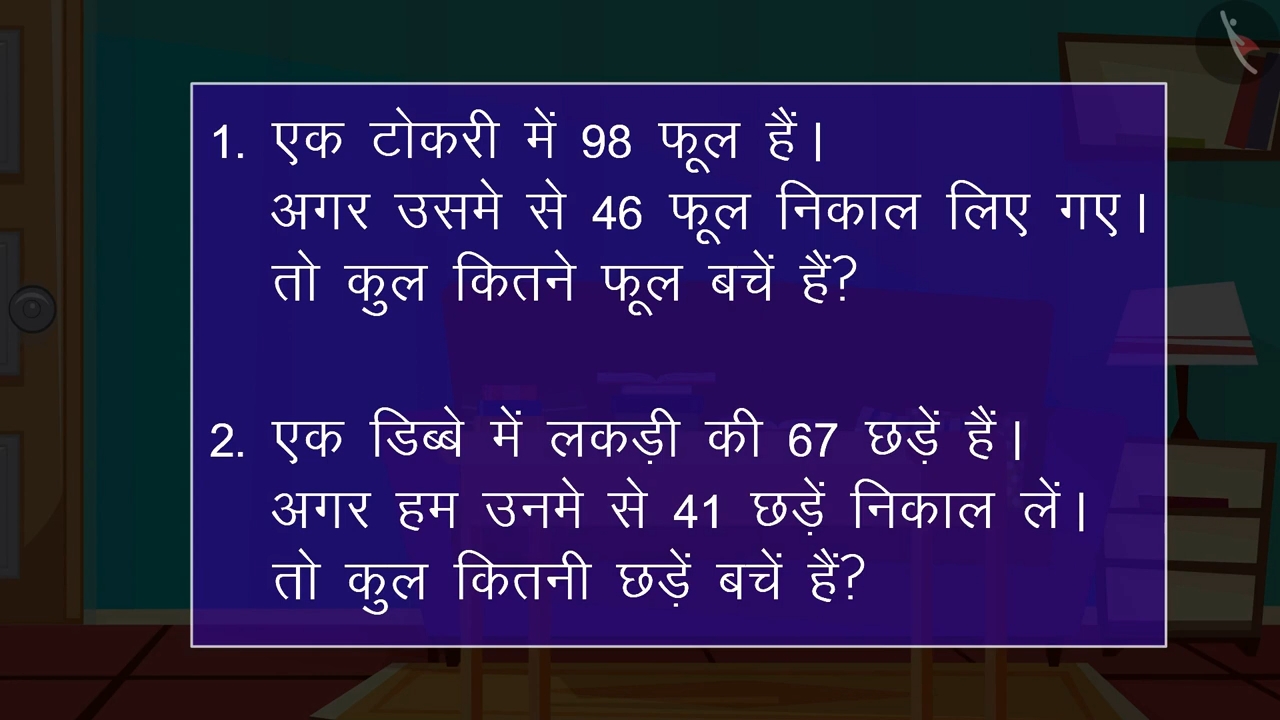 1. एक टोकरी में 98 फूल हैं।
अगर उसमे से 46 फूल निकाल लिए गए।
तो कुल कितने फूल बचें हैं?
2. एक डिब्बे में लकड़ी की 67 छड़ें हैं।
अगर हम उनमे से 41 छड़ें निकाल लें।
तो कुल कितनी छड़ें बचें हैं?